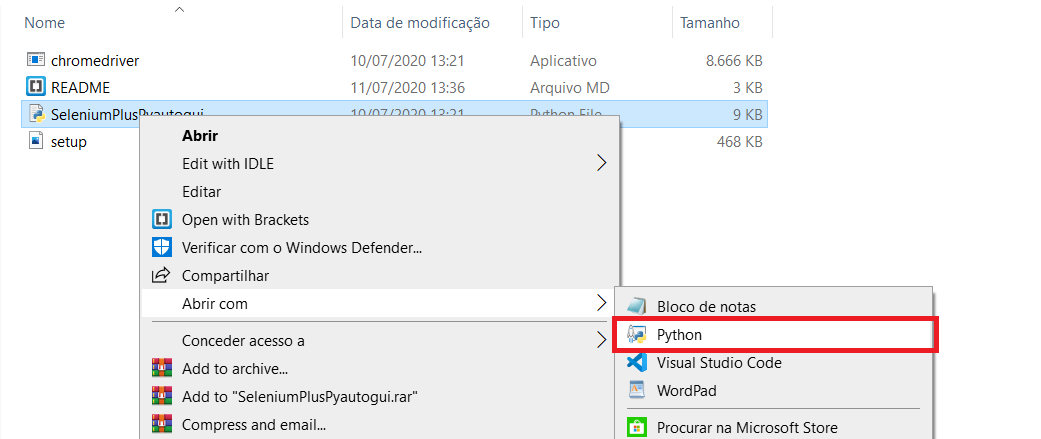 Nome Data de modificação Tipo Tamanho
chromedriver 10/07/2020 13:21 Aplicativo 8.666 KB
README 11/07/2020 13:36 Arquivo MD 3 KB
SeleniumPlusPyautogui 10/07/2020 13:21 Python File 9 KB
setup 468 KB
Abrir
Edit with IDLE
Editar
Open with Brackets
Verificar com o Windows Defender...
Compartilhar
Abrir com
Conceder acesso a
Add to archive...
Add to "SeleniumPlusPyautogui.rar"
Compress and email...
Bloco de notas
Python
Visual Studio Code
WordPad
Procurar na Microsoft Store